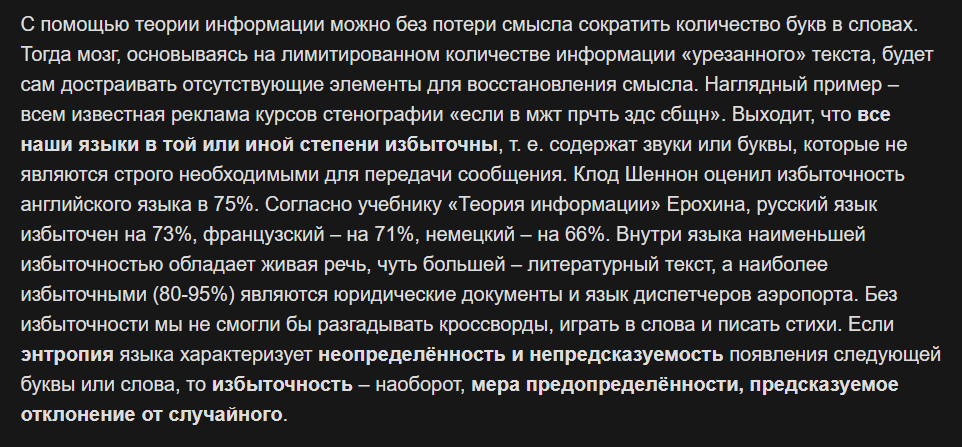 С помощью теории информации можно без потери смысла сократить количество букв в словах.
Тогда мозг, основываясь на лимитированном количестве информации «урезанного» текста, будет
сам достраивать отсутствующие элементы для восстановления смысла. Наглядный пример –
всем известная реклама курсов стенографии «если в мжт прчть здс сбщн». Выходит, что все
наши языки в той или иной степени избыточны, т. е. содержат звуки или буквы, которые не
являются строго необходимыми для передачи сообщения. Клод Шеннон оценил избыточность
английского языка в 75%. Согласно учебнику «Теория информации» Ерохина, русский язык
избыточен на 73%, французский – на 71%, немецкий – на 66%. Внутри языка наименьшей
избыточностью обладает живая речь, чуть большей – литературный текст, а наиболее
избыточными (80-95%) являются юридические документы и язык диспетчеров аэропорта. Без
избыточности мы не смогли бы разгадывать кроссворды, играть в слова и писать стихи. Если
энтропия языка характеризует неопределённость и непредсказуемость появления следующей
буквы или слова, то избыточность – наоборот, мера предопределённости, предсказуемое
отклонение от случайного.